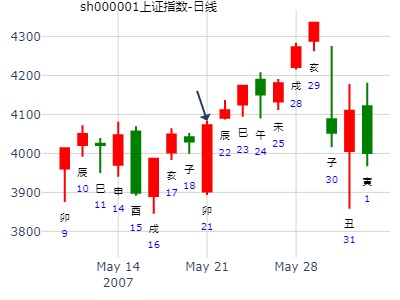 sh000001上证指数-日线
4300
4200
4100
4000
3900
3800
卯
9
辰
10
巳
11
申
14
酉
15
戌
16
亥
17
子
18
卯
21
辰
22
巳
23
午
24
未
25
戌
28
亥
29
子
30
丑
31
寅
1
May 14
2007
May 21
May 28